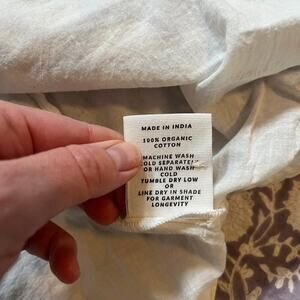 MADE IN INDIA
100% ORGANIC
COTTON
MACHINE WASH
COLD SEPARATELY
OR HAND WASH
COLD
TUMBLE DRY LOW
OR
LINE DRY IN SHADE
FOR GARMENT
LONGEVITY